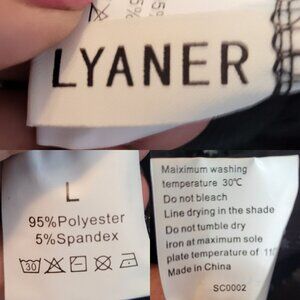 LYANER
L
95%Polyester
5%Spandex
30
Maiximum washing
temperature 30℃
Do not bleach
Line drying in the shade
Do not tumble dry
iron at maximum sole
plate temperature of
Made in China
SC0002